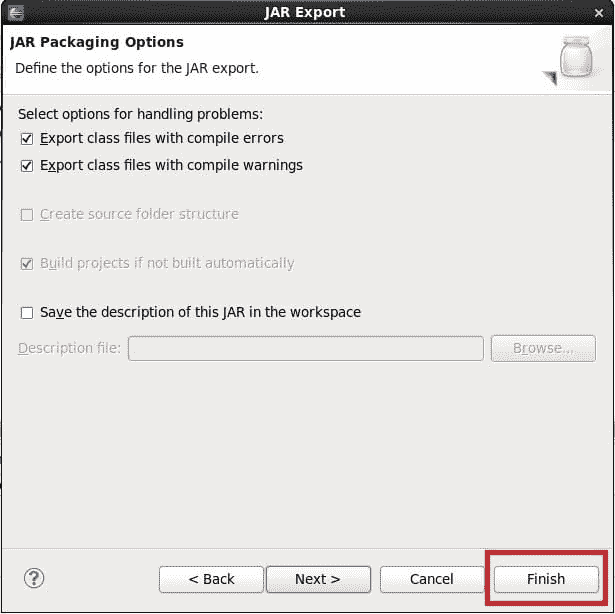 JAR Export
JAR Packaging Options
Define the options for the JAR export.
Select options for handling problems:
Export class files with compile errors
Export class files with compile warnings
Create source folder structure
Build projects if not built automatically
Save the description of this JAR in the workspace
Description file: Browse...
? < Back Next > Cancel Finish